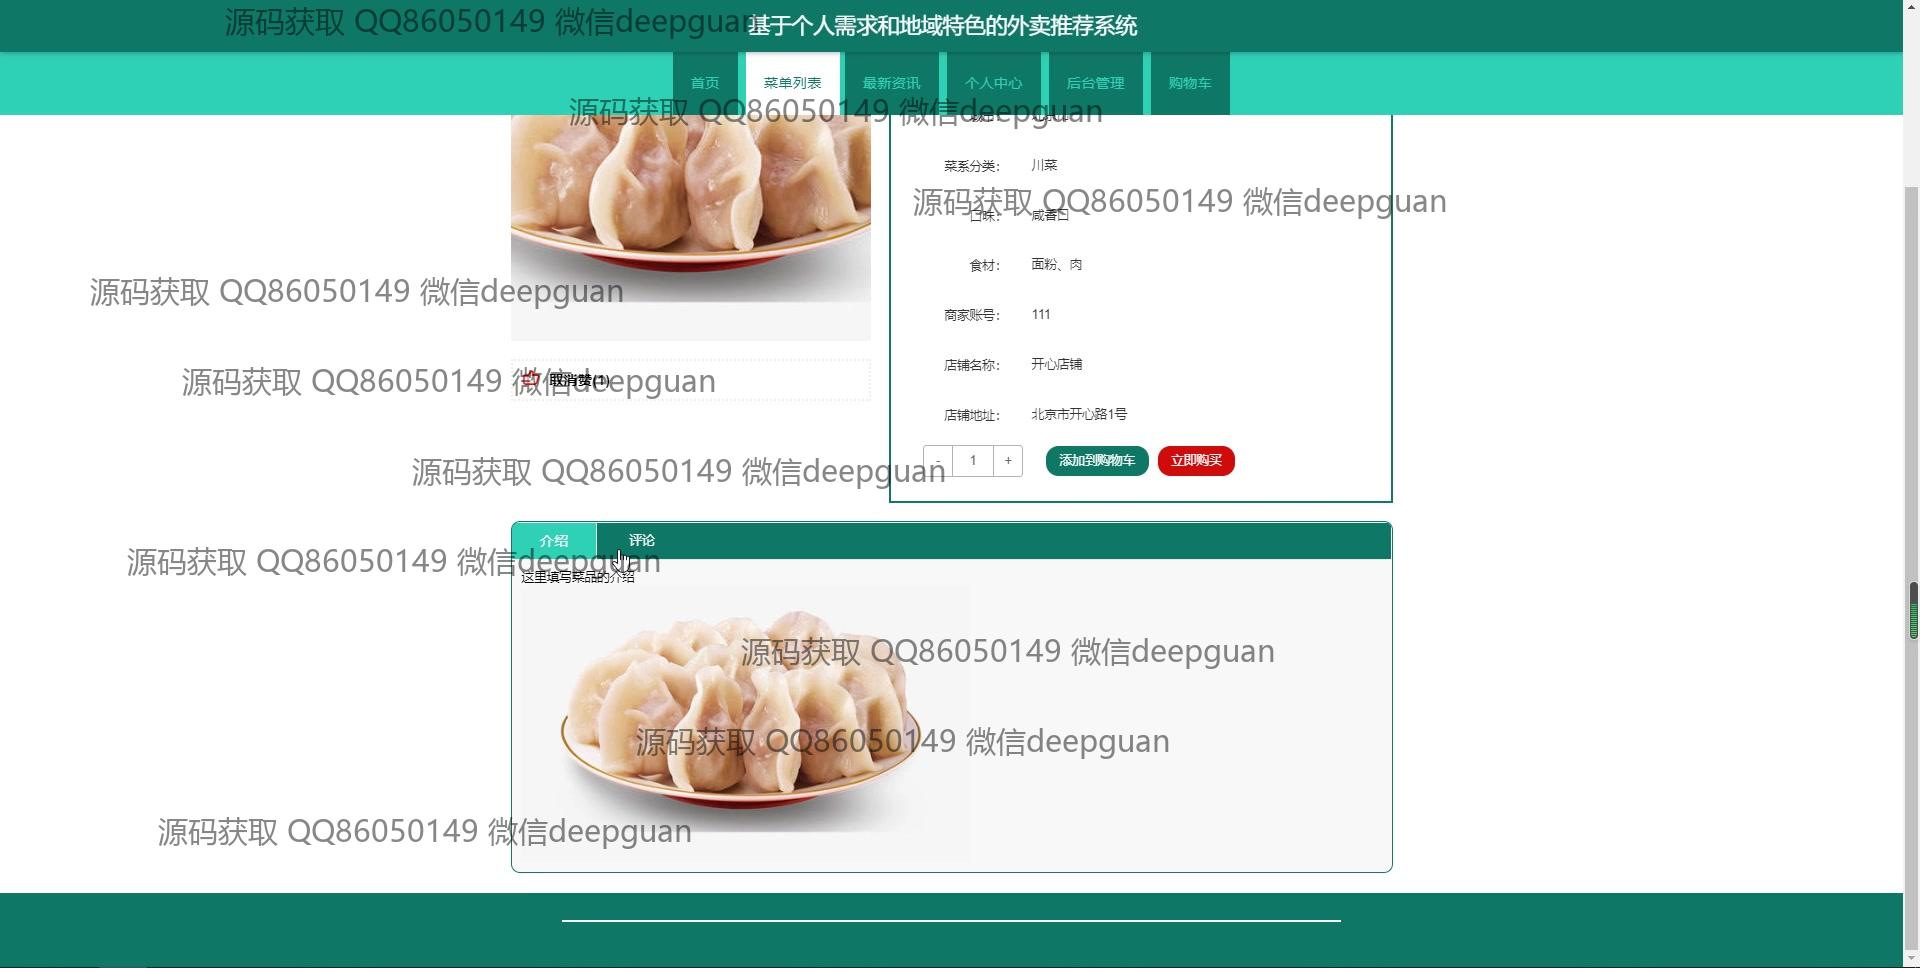 源码获取 QQ86050149 微信deepguan
基于个人需求和地域特色的外卖推荐系统
首页 菜单列表 最新资讯 个人中心 后台管理 购物车
源码获取 QQ86050149 微信deepguan
菜系分类： 川菜
源码获取 QQ86050149 微信deepguan
口味： 咸香口
食材： 面粉、肉
源码获取 QQ86050149 微信deepguan
商家账号： 111
店铺名称： 开心店铺
源码获取 QQ86050149 微信deepguan
取消赞(1)
店铺地址： 北京市开心路1号
- 1 + 添加到购物车 立即购买
源码获取 QQ86050149 微信deepguan
介绍 评论
源码获取 QQ86050149 微信deepguan
这里填写菜品的介绍
源码获取 QQ86050149 微信deepguan
源码获取 QQ86050149 微信deepguan
源码获取 QQ86050149 微信deepguan